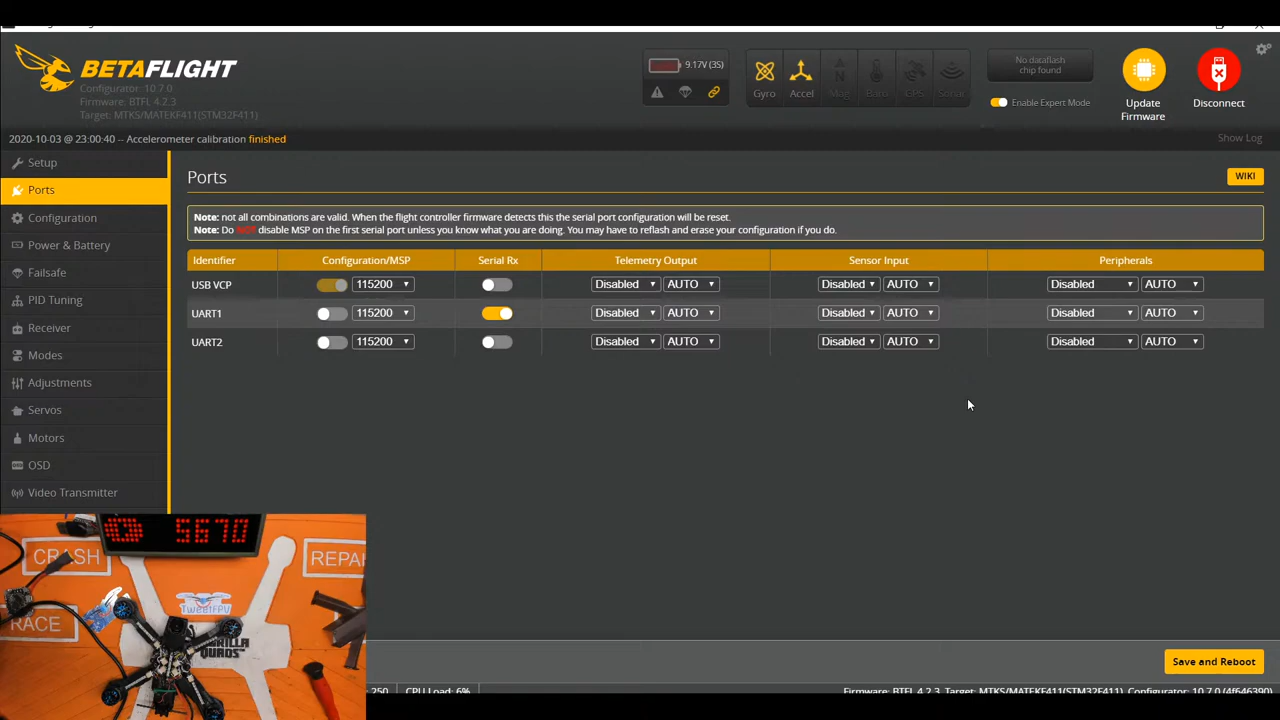 BETAFLIGHT
Configurator: 10.7.0
Firmware: BTFL 4.2.3
Target: MTKS/MATEKF411(STM32F411)
9.17V (3S)
Gyro Accel Mag Baro GPS Sonar
No dataflash
chip found
Enable Expert Mode
Update
Firmware
Disconnect
2020-10-03 @ 23:00:40 -- Accelerometer calibration finished
Show Log
Setup
Ports
Configuration
Power & Battery
Failsafe
PID Tuning
Receiver
Modes
Adjustments
Servos
Motors
OSD
Video Transmitter
Ports
WIKI
Note: not all combinations are valid. When the flight controller firmware detects this the serial port configuration will be reset.
Note: Do NOT disable MSP on the first serial port unless you know what you are doing. You may have to reflash and erase your configuration if you do.
Identifier Configuration/MSP Serial Rx Telemetry Output Sensor Input Peripherals
USB VCP 115200 Disabled AUTO Disabled AUTO Disabled AUTO
UART1 115200 Disabled AUTO Disabled AUTO Disabled AUTO
UART2 115200 Disabled AUTO Disabled AUTO Disabled AUTO
5670
CRASH
REPAI
RACE
TweetFPV
RILLA
QUADS
Save and Reboot
: 250 CPU Load: 6%
Firmware: BTFL 4.2.3, Target: MTKS/MATEKF411(STM32F411), Configurator: 10.7.0 (4f646390)